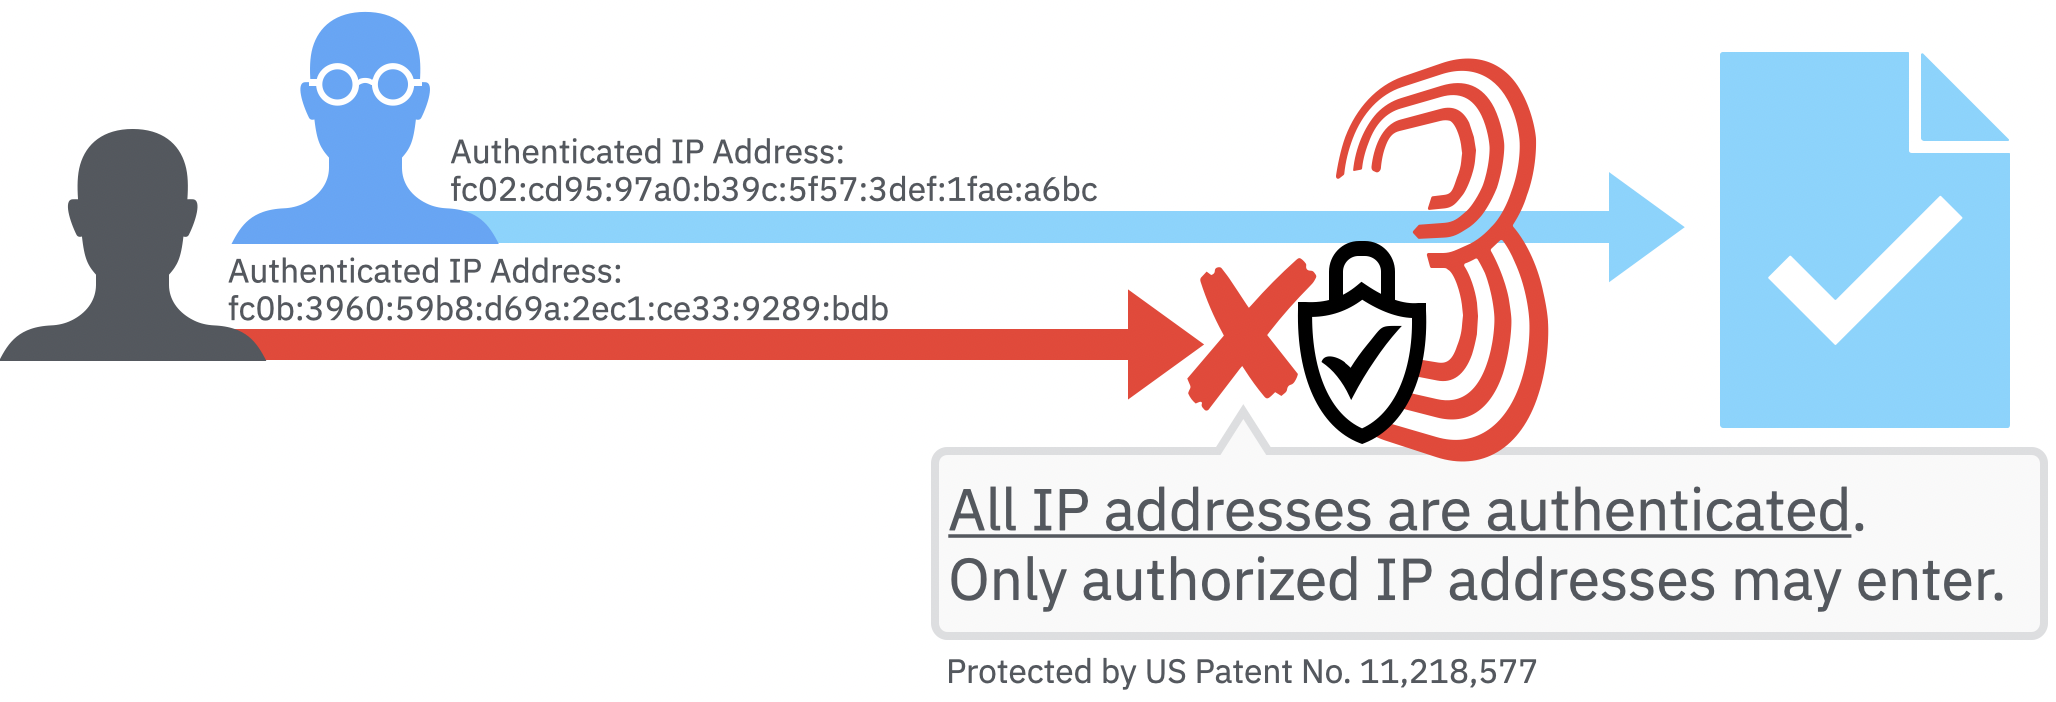 Authenticated IP Address:
fc02:cd95:97a0:b39c:5f57:3def:1fae:a6bc
Authenticated IP Address:
fc0b:3960:59b8:d69a:2ec1:ce33:9289:bdb
All IP addresses are authenticated.
Only authorized IP addresses may enter.
Protected by US Patent No. 11,218,577